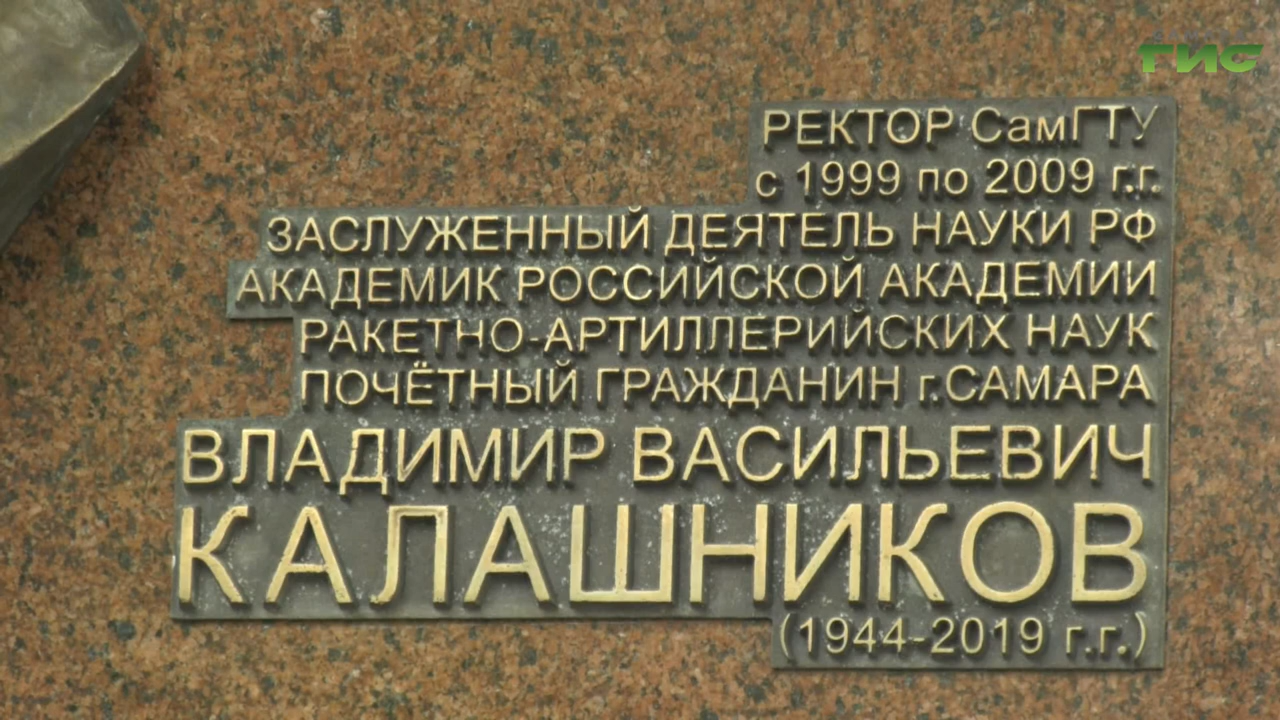 ГИС
РЕКТОР СамГТУ
с 1999 по 2009 г.г.
ЗАСЛУЖЕННЫЙ ДЕЯТЕЛЬ НАУКИ РФ
АКАДЕМИК РОССИЙСКОЙ АКАДЕМИИ
РАКЕТНО-АРТИЛЛЕРИЙСКИХ НАУК
ПОЧЁТНЫЙ ГРАЖДАНИН г.САМАРА
ВЛАДИМИР ВАСИЛЬЕВИЧ
КАЛАШНИКОВ
(1944-2019 г.г.)